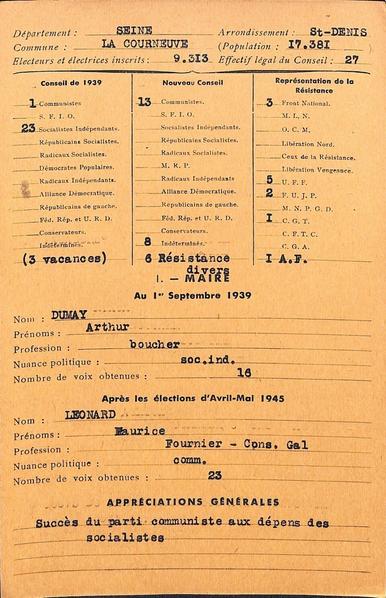 Département : SEINE Arrondissement : St-DENIS
Commune : LA COURNEUVE (Population : 17.381
Electeurs et électrices inscrits : 9.313 Effectif légal du Conseil : 27
Conseil de 1939
1 Communistes
S. F. I. O.
23 Socialistes Indépendants.
Républicains Socialistes.
Radicaux Socialistes.
Démocrates Populaires.
Radicaux Indépendants
Alliance Démocratique.
Républicains de gauche.
Féd. Rép. et U. R. D.
Conservateurs.
Indéterminés.
(3 vacances)
Nouveau Conseil
13 Communistes.
S. F. I. O.
Socialistes Indépendants.
Républicains Socialistes.
Radicaux Socialistes.
M. R. P.
Radicaux Indépendants
Alliance Démocratique.
Républicains de gauche.
Féd. Rép. et U. R. D.
Conservateurs.
8 Indéterminés.
6 Résistance
divers
Représentation de la
Résistance
3 Front National.
M. L. N.
O. C. M.
Libération Nord.
Ceux de la Résistance.
Libération Vengeance.
5 U. F. F.
2 F. U. J. P.
M. N. P. G. D.
I C. G. T.
C. F. T. C.
C. G. A.
I A.F.
I. — MAIRE
Au 1er Septembre 1939
Nom : DUMAY
Prénoms : Arthur
Profession : boucher
Nuance politique : soc.ind.
Nombre de voix obtenues : 16
Après les élections d'Avril-Mai 1945
Nom : LEONARD
Prénoms : Maurice
Profession : Fournier - Cons. Gal
Nuance politique : comm.
Nombre de voix obtenues : 23
APPRÉCIATIONS GÉNÉRALES
Succès du parti communiste aux dépens des
socialistes